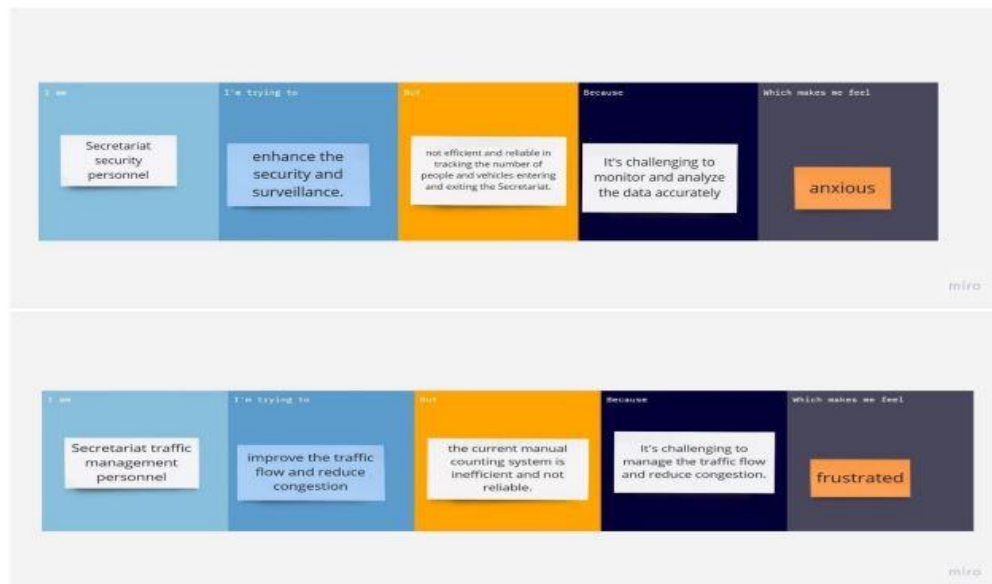 I am
I'm trying to
But
Because
Which makes me feel
Secretariat
security
personnel
enhance the
security and
surveillance.
not efficient and reliable in
tracking the number of
people and vehicles entering
and exiting the Secretariat.
It's challenging to
monitor and analyze
the data accurately
anxious
miro
I am
I'm trying to
But
Because
Which makes me feel
Secretariat traffic
management
personnel
improve the traffic
flow and reduce
congestion
the current manual
counting system is
inefficient and not
reliable.
It's challenging to
manage the traffic flow
and reduce congestion.
frustrated
miro